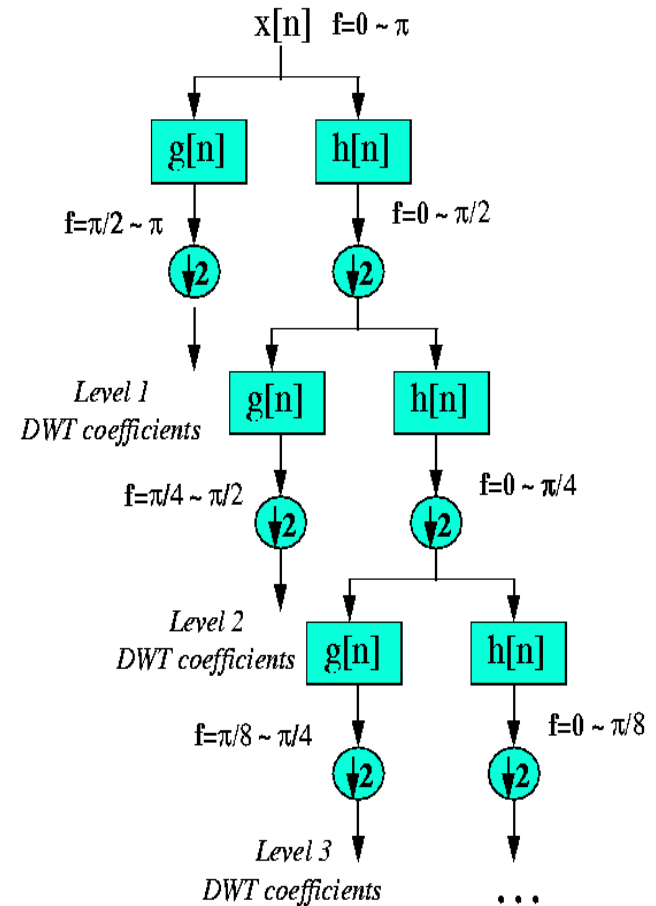 x[n] f=0 ~ π
g[n] h[n]
f=π/2 ~ π f=0 ~ π/2
2 2
Level 1
DWT coefficients
g[n] h[n]
f=π/4 ~ π/2 f=0 ~ π/4
2 2
Level 2
DWT coefficients
g[n] h[n]
f=π/8 ~ π/4 f=0 ~ π/8
2 2
Level 3
DWT coefficients
...